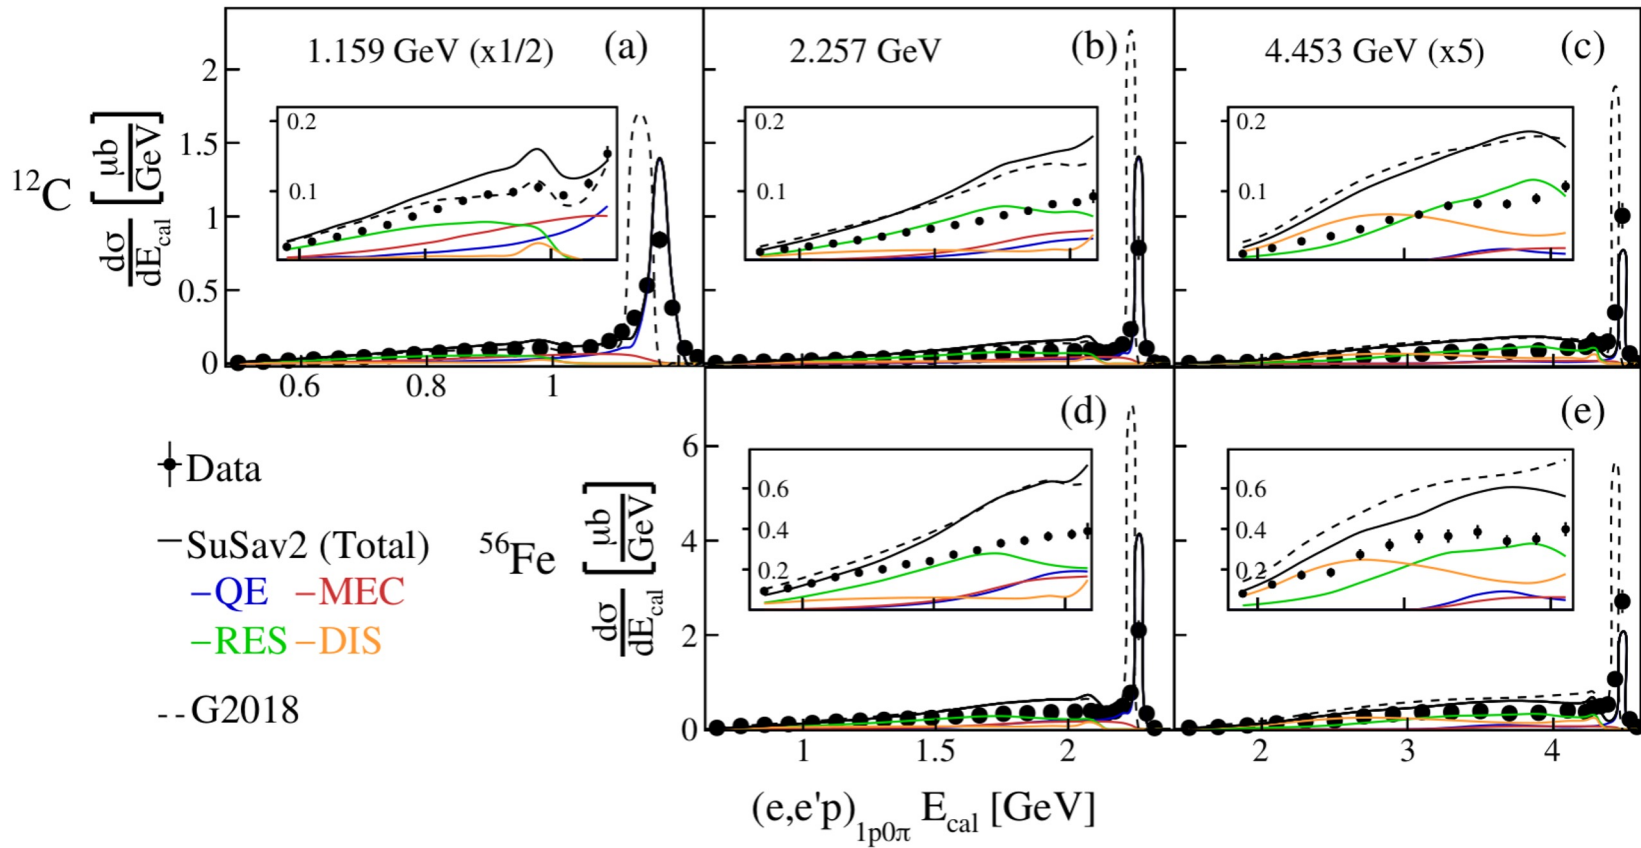 1.159 GeV (x1/2) (a)
2.257 GeV (b)
4.453 GeV (x5) (c)
2
1.5
1
0.5
0
0.2
0.1
0.2
0.1
0.2
0.1
¹²C dσ/dE_cal [μb/GeV]
0.6 0.8 1
(d)
(e)
6
4
2
0
0.6
0.4
0.2
0.6
0.4
0.2
⁵⁶Fe dσ/dE_cal [μb/GeV]
Data
SuSav2 (Total)
QE MEC
RES DIS
G2018
1 1.5 2
2 3 4
(e,e'p)_1p0π E_cal [GeV]